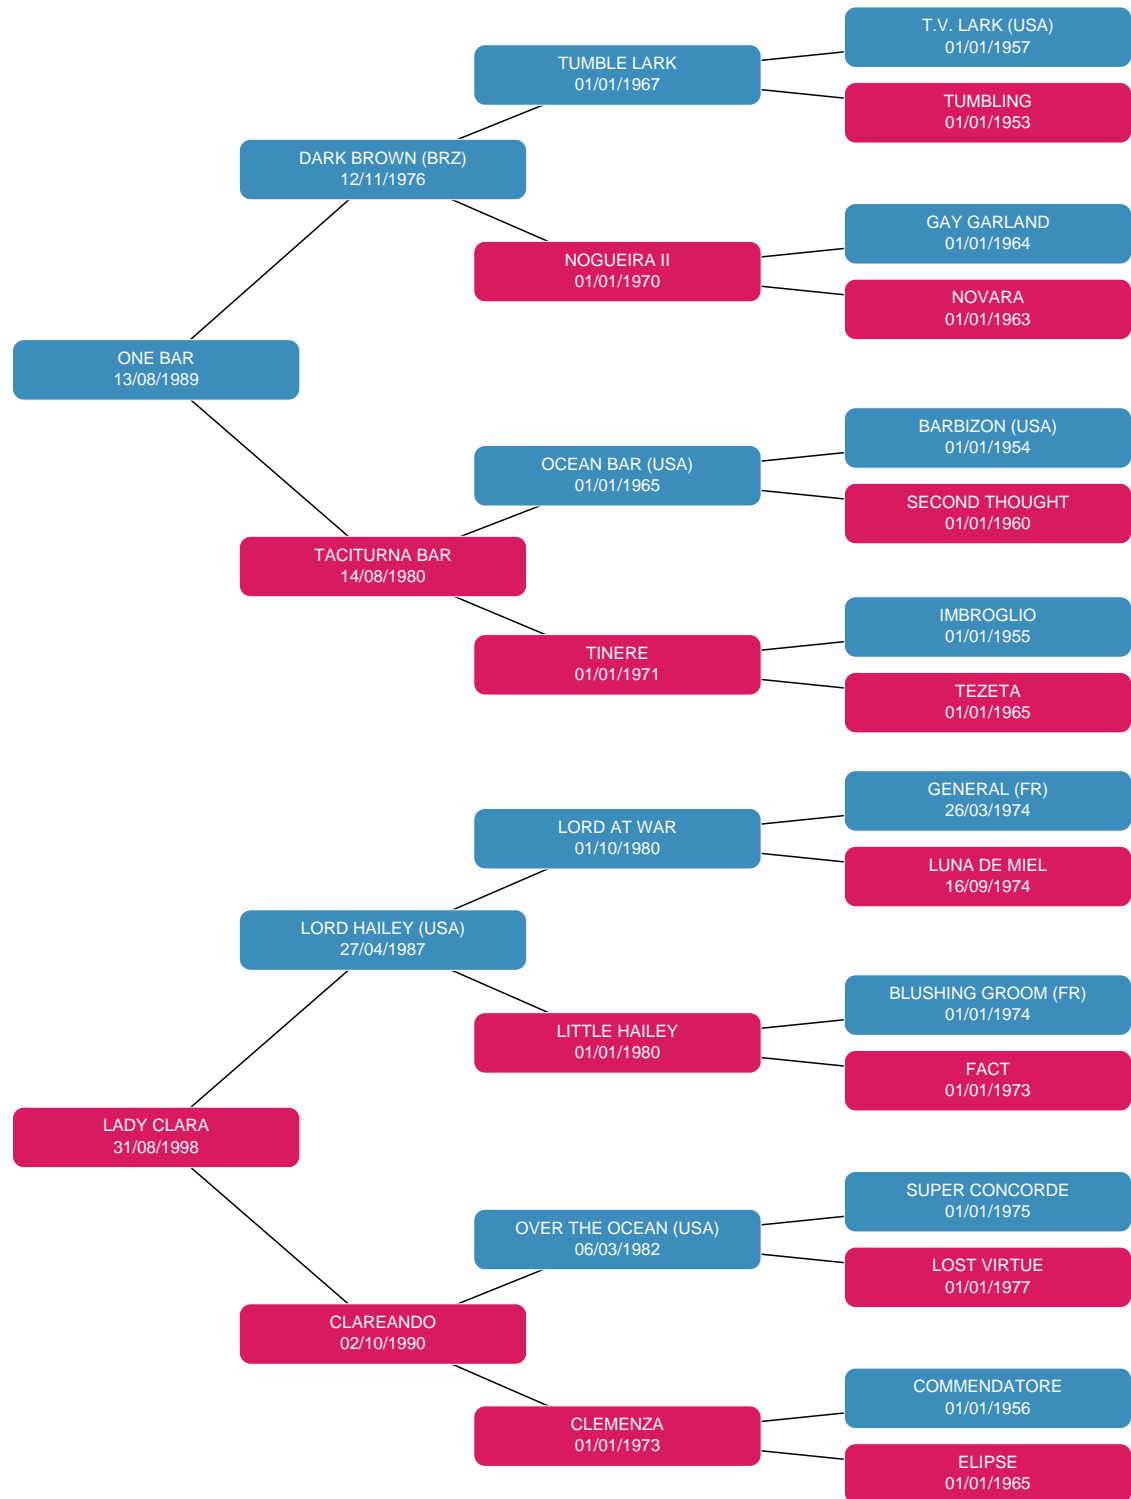 T.V. LARK (USA)
01/01/1957
TUMBLE LARK
01/01/1967
TUMBLING
01/01/1953
DARK BROWN (BRZ)
12/11/1976
GAY GARLAND
01/01/1964
NOGUEIRA II
01/01/1970
NOVARA
01/01/1963
ONE BAR
13/08/1989
BARBIZON (USA)
01/01/1954
OCEAN BAR (USA)
01/01/1965
SECOND THOUGHT
01/01/1960
TACITURNA BAR
14/08/1980
IMBROGLIO
01/01/1955
TINERE
01/01/1971
TEZETA
01/01/1965
GENERAL (FR)
26/03/1974
LORD AT WAR
01/10/1980
LUNA DE MIEL
16/09/1974
LORD HAILEY (USA)
27/04/1987
BLUSHING GROOM (FR)
01/01/1974
LITTLE HAILEY
01/01/1980
FACT
01/01/1973
LADY CLARA
31/08/1998
SUPER CONCORDE
01/01/1975
OVER THE OCEAN (USA)
06/03/1982
LOST VIRTUE
01/01/1977
CLAREANDO
02/10/1990
COMMENDATORE
01/01/1956
CLEMENZA
01/01/1973
ELIPSE
01/01/1965